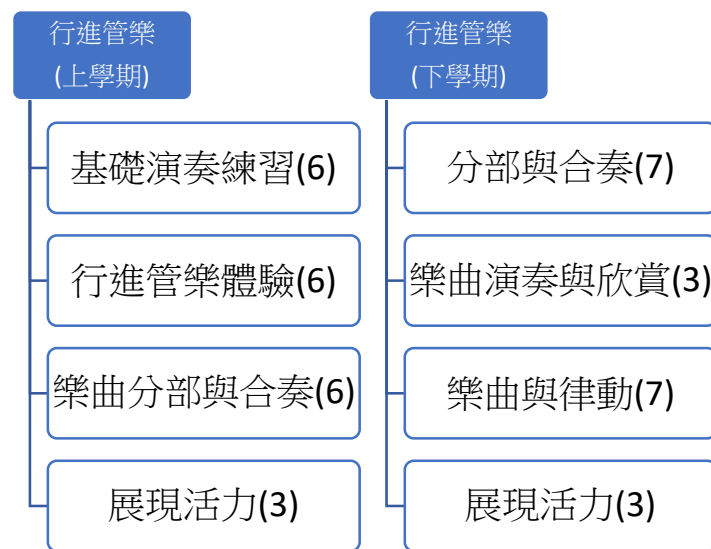 行進管樂
(上學期)
基礎演奏練習(6)
行進管樂體驗(6)
樂曲分部與合奏(6)
展現活力(3)
行進管樂
(下學期)
分部與合奏(7)
樂曲演奏與欣賞(3)
樂曲與律動(7)
展現活力(3)